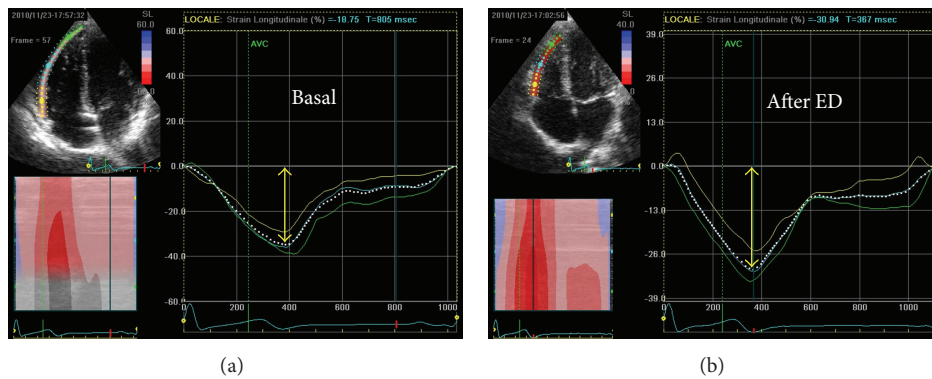 2010/11/23-17:57:32
SL
60.0
Frame = 57
LOCALE: Strain Longitudinale (%) =-18.75 T=805 msec
60.0
AVC
40.0
20.0
0.0
-20.0
-40.0
-60.0
Basal
0 200 400 600 800 1000
(a)
2010/11/23-17:02:56
SL
40.0
Frame = 24
LOCALE: Strain Longitudinale (%) =-30.94 T=367 msec
39.0
AVC
26.0
13.0
0.0
-13.0
-26.0
-39.0
After ED
0 200 400 600 800
(b)